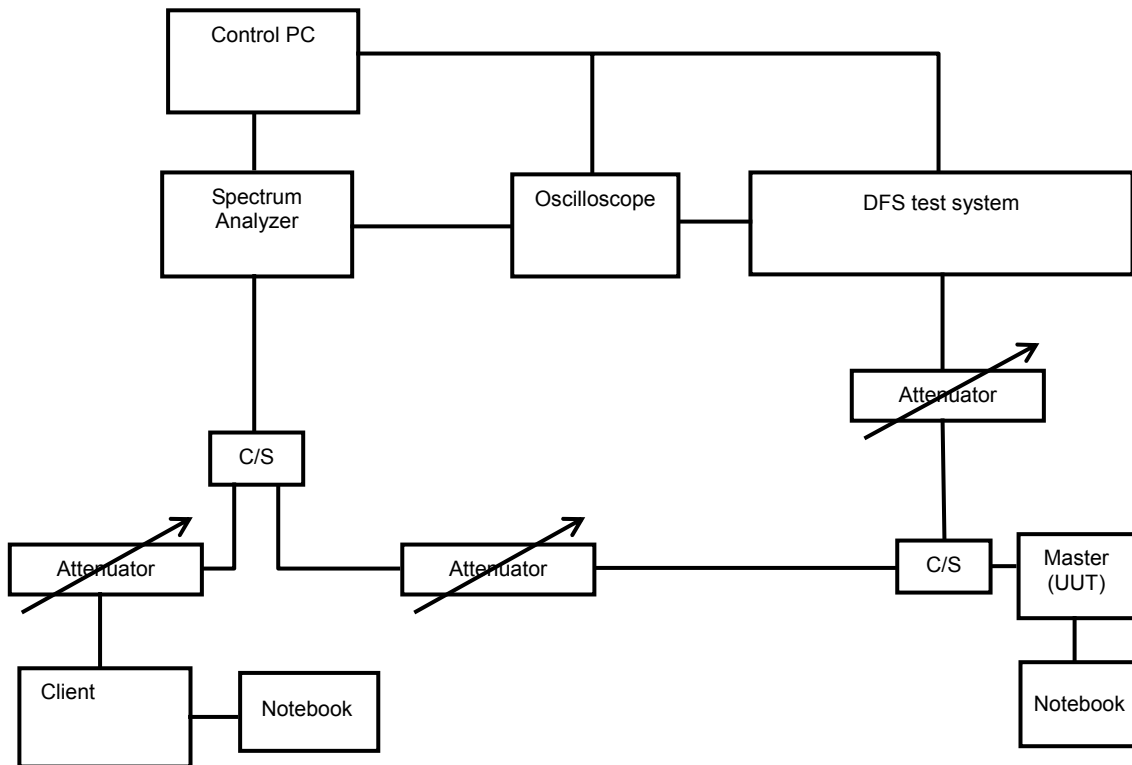 Control PC
Spectrum
Analyzer
Oscilloscope
DFS test system
Attenuator
C/S
Attenuator
Attenuator
C/S
Master
(UUT)
Client
Notebook
Notebook